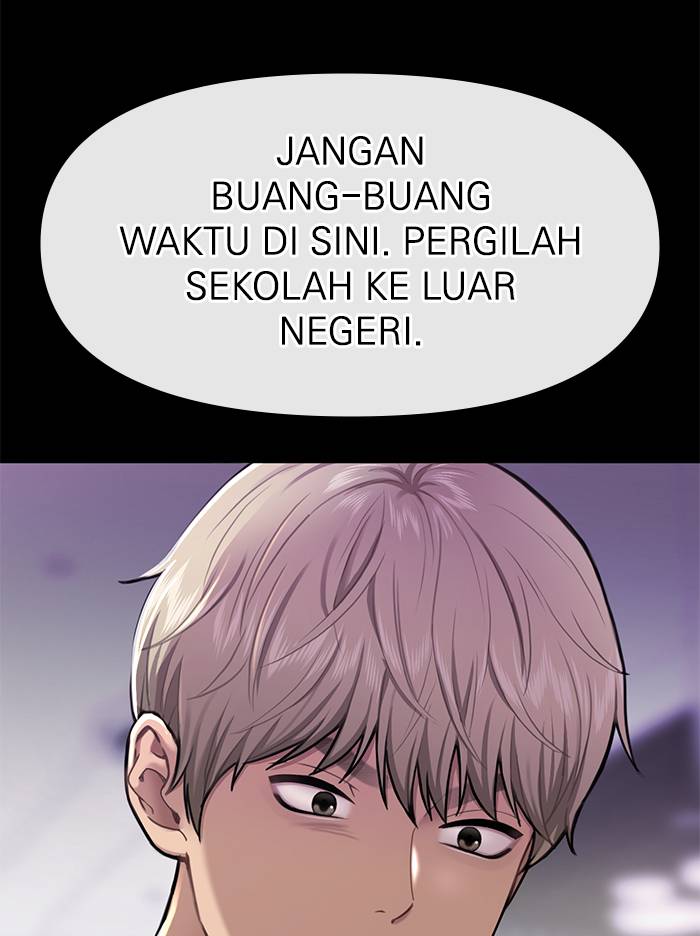 JANGAN
BUANG-BUANG
WAKTU DI SINI. PERGILAH
SEKOLAH KE LUAR
NEGERI.